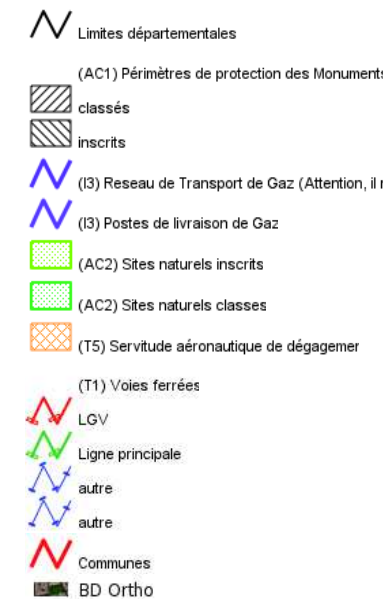 Limites départementales
(AC1) Périmètres de protection des Monuments
classés
inscrits
(I3) Reseau de Transport de Gaz (Attention, il
(I3) Postes de livraison de Gaz
(AC2) Sites naturels inscrits
(AC2) Sites naturels classes
(T5) Servitude aéronautique de dégagemer
(T1) Voies ferrées
LGV
Ligne principale
autre
autre
Communes
BD Ortho